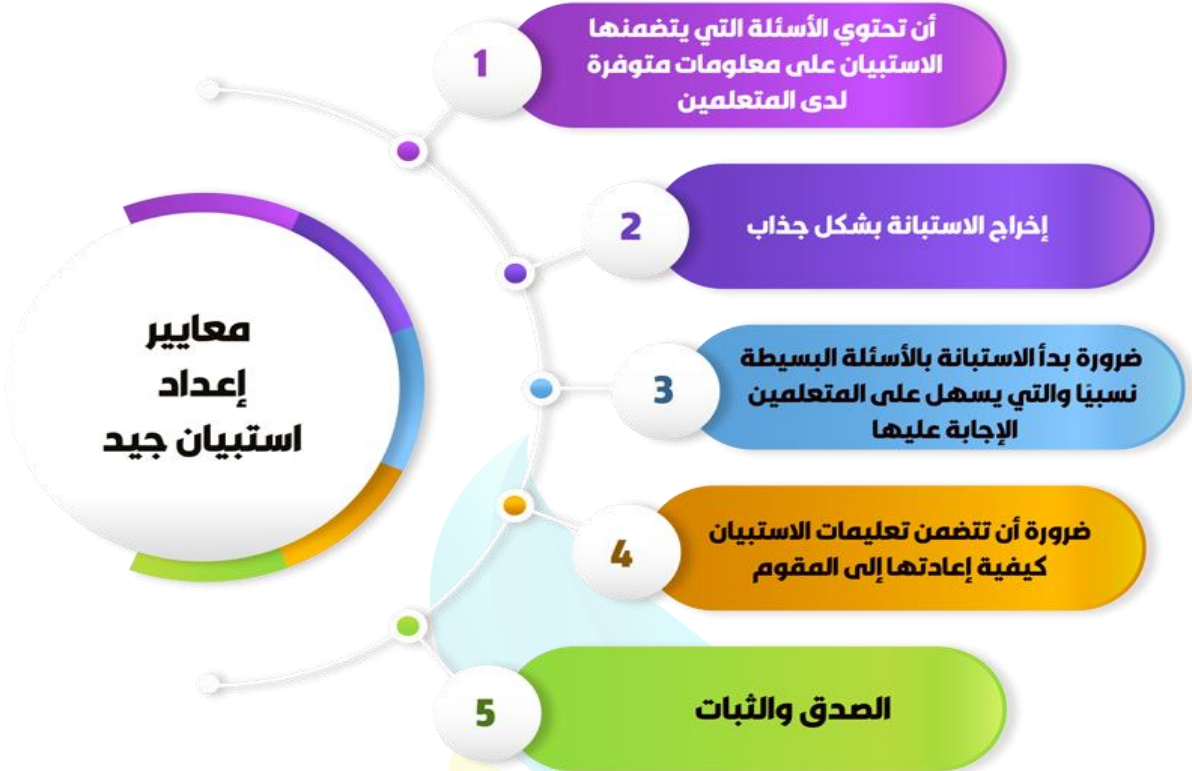 معايير
إعداد
استبيان جيد
1
أن تحتوي الأسئلة التي يتضمنها
الاستبيان على معلومات متوفرة
لدى المتعلمين
2
إخراج الاستبانة بشكل جذاب
3
ضرورة بدأ الاستبانة بالأسئلة البسيطة
نسبيًا والتي يسهل على المتعلمين
الإجابة عليها
4
ضرورة أن تتضمن تعليمات الاستبيان
كيفية إعادتها إلى المقوم
5
الصدق والثبات